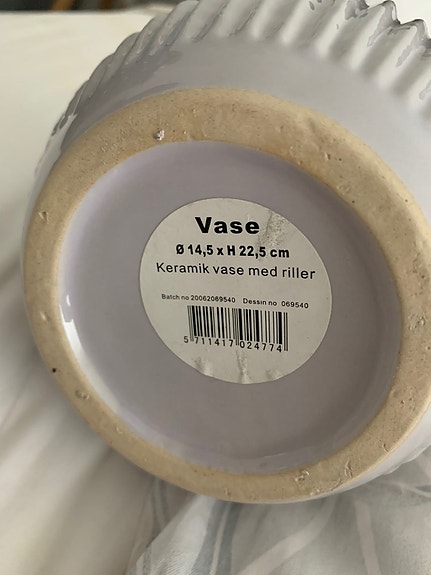 Vase
Ø 14,5 x H 22,5 cm
Keramik vase med riller
Batch no 20062069540 Dessin no 069540
5 711417 024774